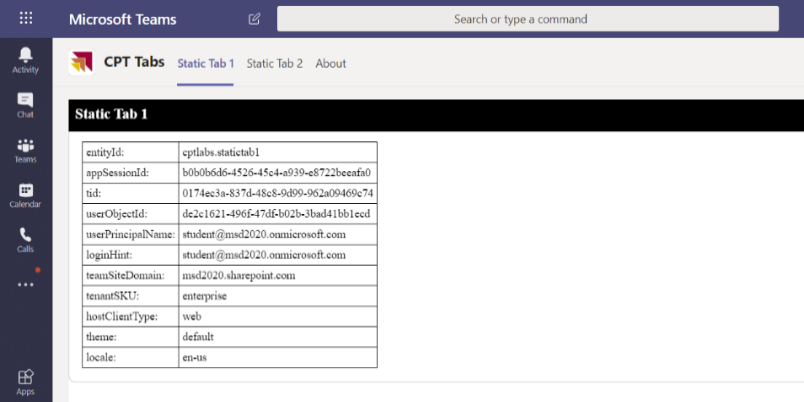 Microsoft Teams
Search or type a command
Activity
Chat
Teams
Calendar
Calls
Apps
CPT Tabs Static Tab 1 Static Tab 2 About
Static Tab 1
entityId: cptlabs.statictab1
appSessionId: b0b0b6d6-4526-45c4-a939-e8722beeafa0
tid: 0174ec3a-837d-48c8-9d99-962a09469c74
userObjectId: de2c1621-496f-47df-b02b-3bad41bb1ecd
userPrincipalName: student@msd2020.onmicrosoft.com
loginHint: student@msd2020.onmicrosoft.com
teamSiteDomain: msd2020.sharepoint.com
tenantSKU: enterprise
hostClientType: web
theme: default
locale: en-us